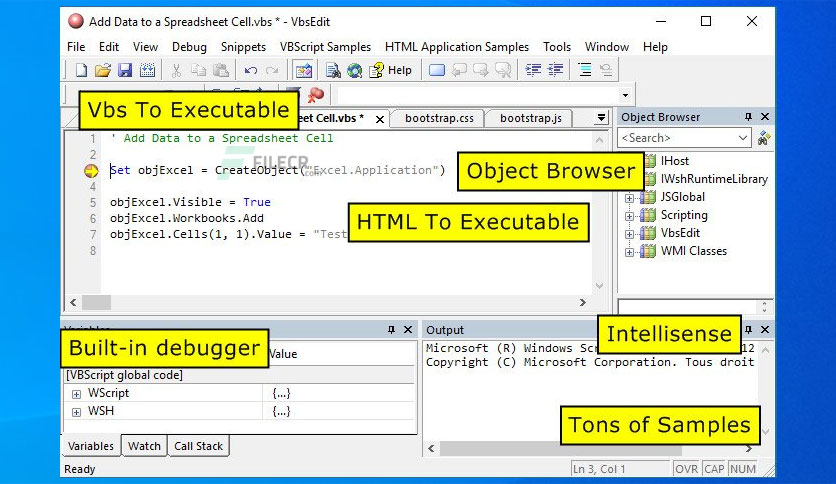 Add Data to a Spreadsheet Cell.vbs * - VbsEdit
File Edit View Debug Snippets VBScript Samples HTML Application Samples Tools Window Help
Help
Vbs To Executable
eet Cell.vbs * bootstrap.css bootstrap.js
Object Browser
<Search>
1 ' Add Data to a Spreadsheet Cell
2
3 Set objExcel = CreateObject("Excel.Application")
4
5 objExcel.Visible = True
6 objExcel.Workbooks.Add
7 objExcel.Cells(1, 1).Value = "Test
8
FILECR
.com
Object Browser
HTML To Executable
IHost
IWshRuntimeLibrary
JSGlobal
Scripting
VbsEdit
WMI Classes
Built-in debugger
Value
[VBScript global code]
WScript {...}
WSH {...}
Variables Watch Call Stack
Output
Intellisense
Microsoft (R) Windows Scr 12
Copyright (C) Microsoft Corporation. Tous droit
Tons of Samples
Ready
Ln 3, Col 1 OVR CAP NUM